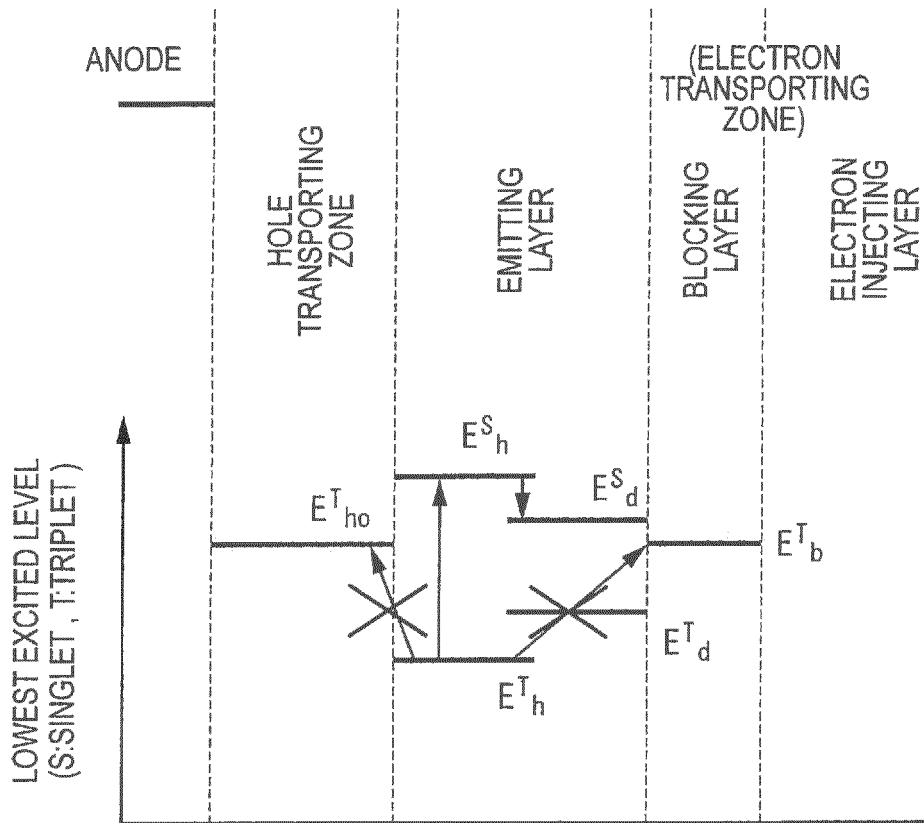 ANODE
(ELECTRON
TRANSPORTING
ZONE)
HOLE
TRANSPORTING
ZONE
EMITTING
LAYER
BLOCKING
LAYER
ELECTRON
INJECTING
LAYER
LOWEST EXCITED LEVEL
(S:SINGLET , T:TRIPLET )
E^S_h
E^S_d
E^T_ho
E^T_b
E^T_d
E^T_h